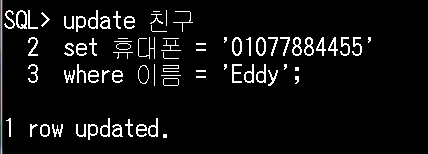 SQL> update 친구
2 set 휴대폰 = '01077884455'
3 where 이름 = 'Eddy';
1 row updated.